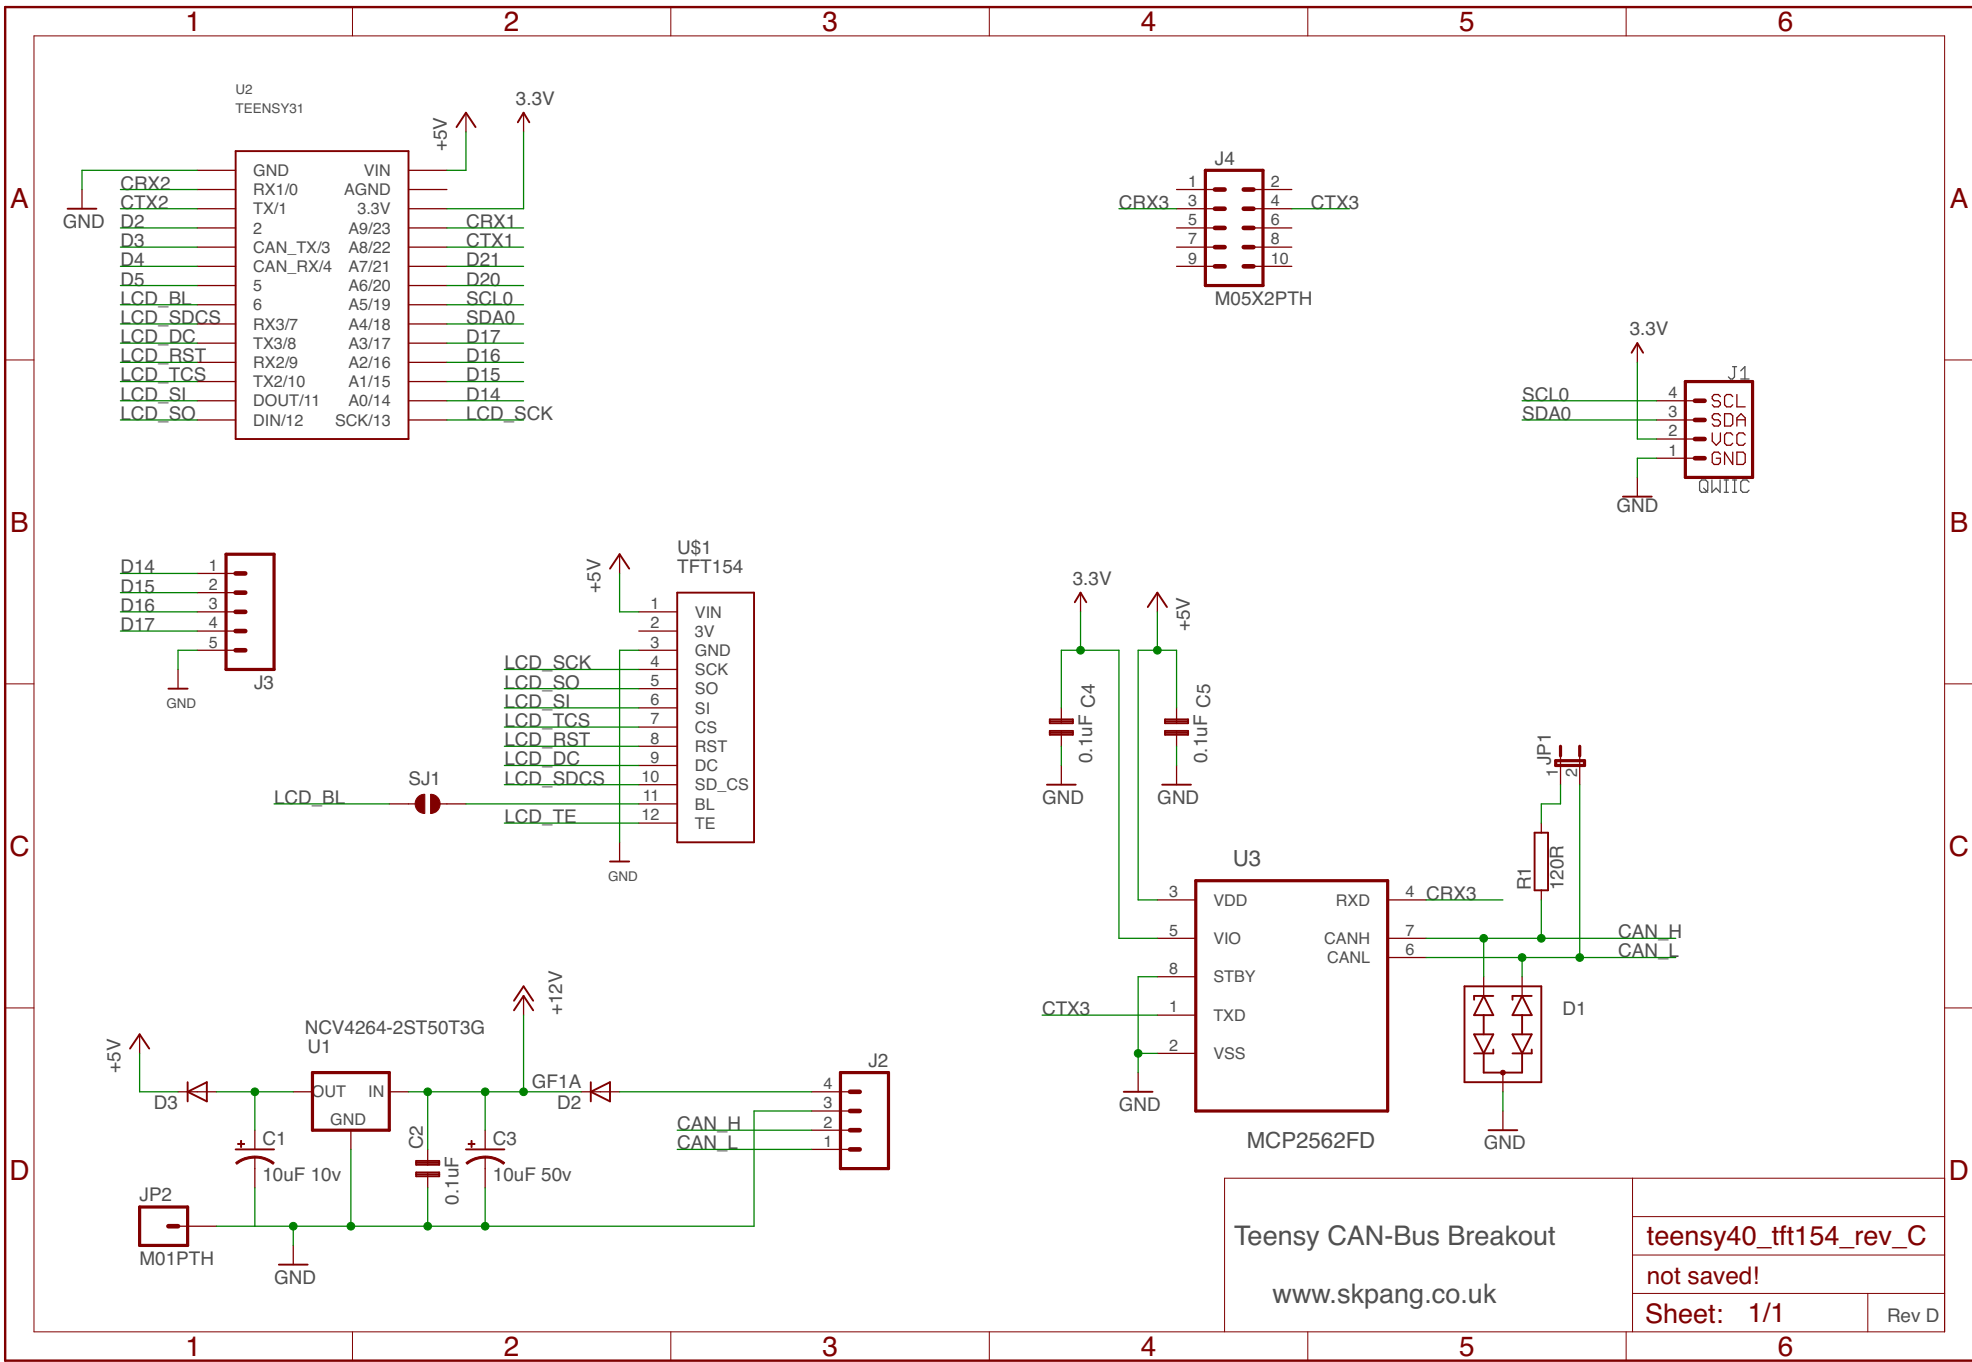 1 2 3 4 5 6
A A
B B
C C
D D
U2
TEENSY31
+5V
3.3V
GND
CRX2
CTX2
D2
D3
D4
D5
LCD_BL
LCD_SDCS
LCD_DC
LCD_RST
LCD_TCS
LCD_SI
LCD_SO
GND VIN
RX1/0 AGND
TX/1 3.3V
2 A9/23
CAN_TX/3 A8/22
CAN_RX/4 A7/21
5 A6/20
6 A5/19
RX3/7 A4/18
TX3/8 A3/17
RX2/9 A2/16
TX2/10 A1/15
DOUT/11 A0/14
DIN/12 SCK/13
CRX1
CTX1
D21
D20
SCL0
SDA0
D17
D16
D15
D14
LCD_SCK
J4
1 2
CRX3 3 4 CTX3
5 6
7 8
9 10
M05X2PTH
3.3V
J1
SCL0 4 SCL
SDA0 3 SDA
2 VCC
1 GND
QWIIC
GND
D14 1
D15 2
D16 3
D17 4
5
J3
GND
U$1
TFT154
+5V
1 VIN
2 3V
3 GND
LCD_SCK 4 SCK
LCD_SO 5 SO
LCD_SI 6 SI
LCD_TCS 7 CS
LCD_RST 8 RST
LCD_DC 9 DC
LCD_SDCS 10 SD_CS
LCD_BL SJ1 11 BL
LCD_TE 12 TE
GND
3.3V
+5V
C4
0.1uF
C5
0.1uF
GND
GND
JP1
1
2
R1
120R
U3
3 VDD RXD 4 CRX3
5 VIO CANH 7 CAN_H
CANL 6 CAN_L
8 STBY
CTX3 1 TXD
2 VSS
GND
MCP2562FD
D1
GND
+5V
D3
NCV4264-2ST50T3G
U1
OUT IN
GND
+12V
GF1A
D2
C1
10uF 10v
C2
0.1uF
C3
10uF 50v
J2
4
3
CAN_H 2
CAN_L 1
JP2
M01PTH
GND
Teensy CAN-Bus Breakout
www.skpang.co.uk
teensy40_tft154_rev_C
not saved!
Sheet: 1/1
Rev D
1 2 3 4 5 6